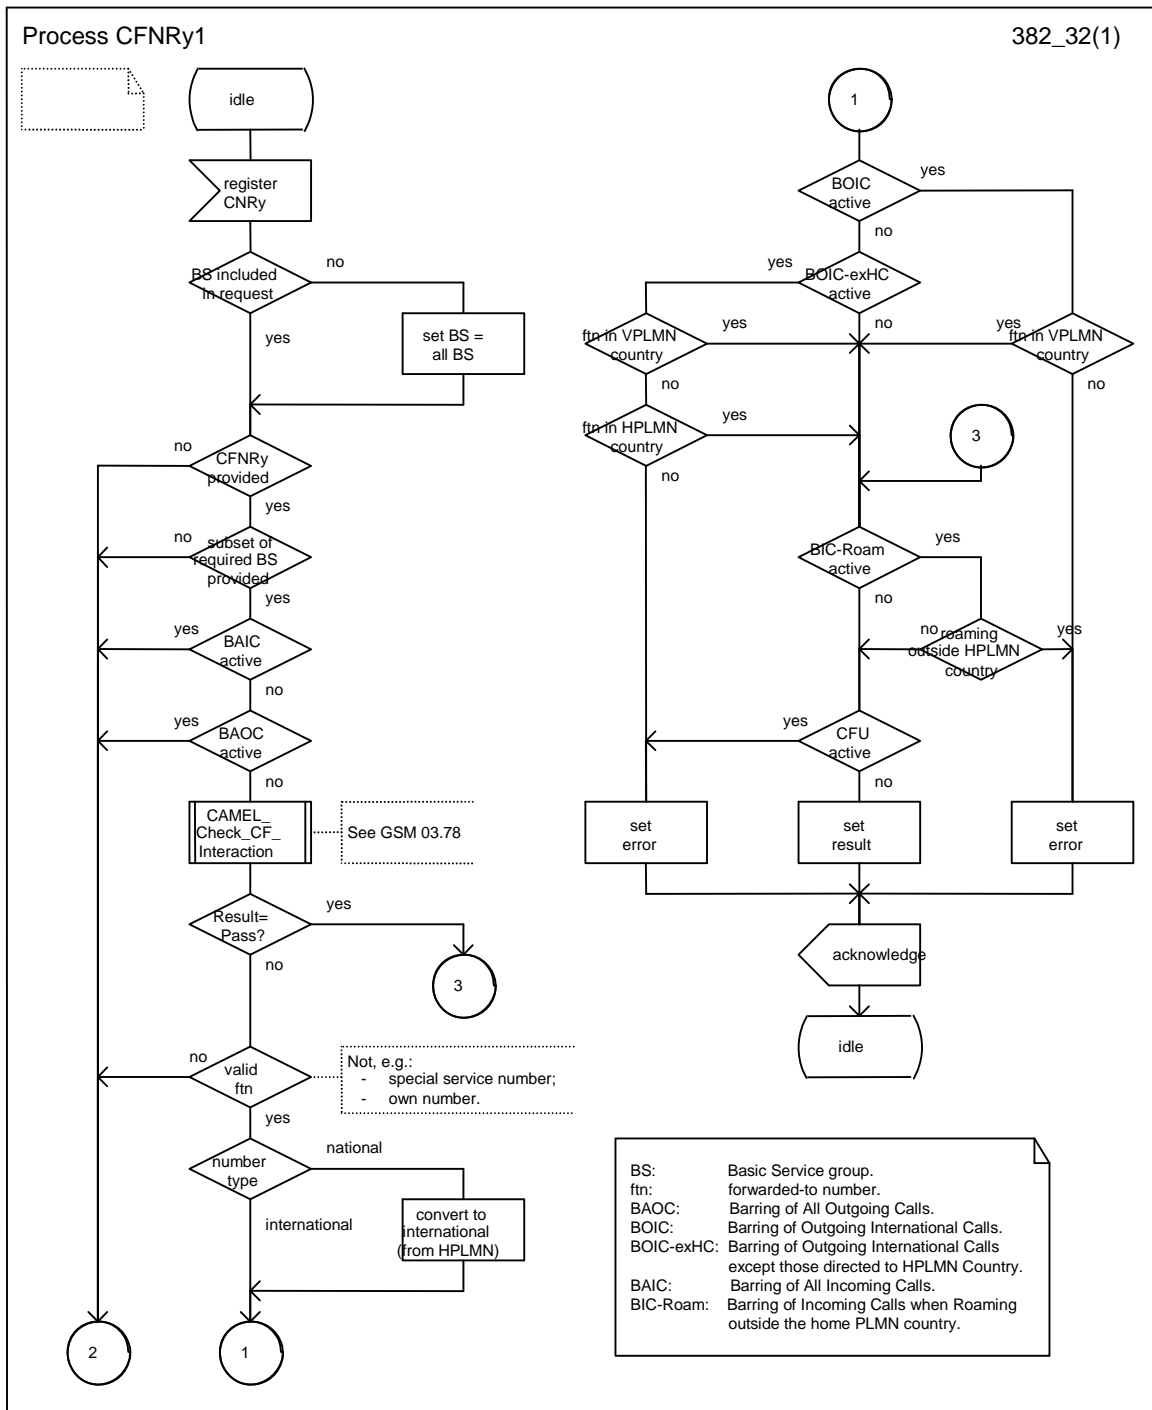 Process CFNRy1
382_32(1)
idle
register
CNRy
BS included
in request
no
yes
set BS =
all BS
no
CFNRy
provided
yes
no
subset of
required BS
provided
yes
yes
BAIC
active
no
yes
BAOC
active
no
CAMEL_
Check_CF_
Interaction
See GSM 03.78
Result=
Pass?
yes
no
3
no
valid
ftn
yes
Not, e.g.:
- special service number;
- own number.
number
type
national
international
convert to
international
(from HPLMN)
2
1
1
BOIC
active
yes
no
yes
BOIC-exHC
active
no
ftn in VPLMN
country
yes
no
yes
ftn in VPLMN
country
no
ftn in HPLMN
country
yes
no
3
BIC-Roam
active
yes
no
no
roaming
outside HPLMN
country
yes
yes
CFU
active
no
set
error
set
result
set
error
acknowledge
idle
BS: Basic Service group.
ftn: forwarded-to number.
BAOC: Barring of All Outgoing Calls.
BOIC: Barring of Outgoing International Calls.
BOIC-exHC: Barring of Outgoing International Calls
except those directed to HPLMN Country.
BAIC: Barring of All Incoming Calls.
BIC-Roam: Barring of Incoming Calls when Roaming
outside the home PLMN country.